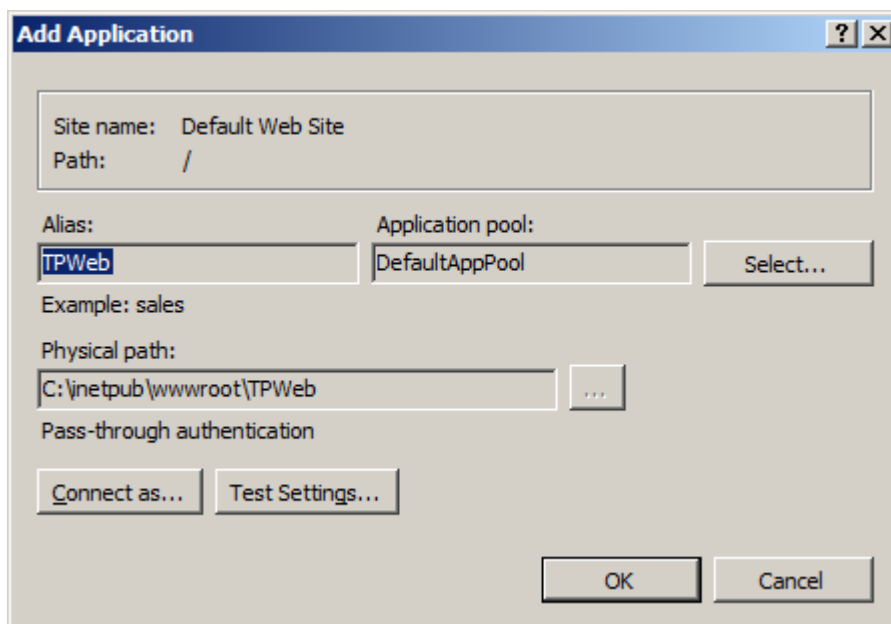 Add Application
Site name: Default Web Site
Path: /
Alias: Application pool:
TPWeb DefaultAppPool Select...
Example: sales
Physical path:
C:\inetpub\wwwroot\TPWeb ...
Pass-through authentication
Connect as... Test Settings...
OK Cancel